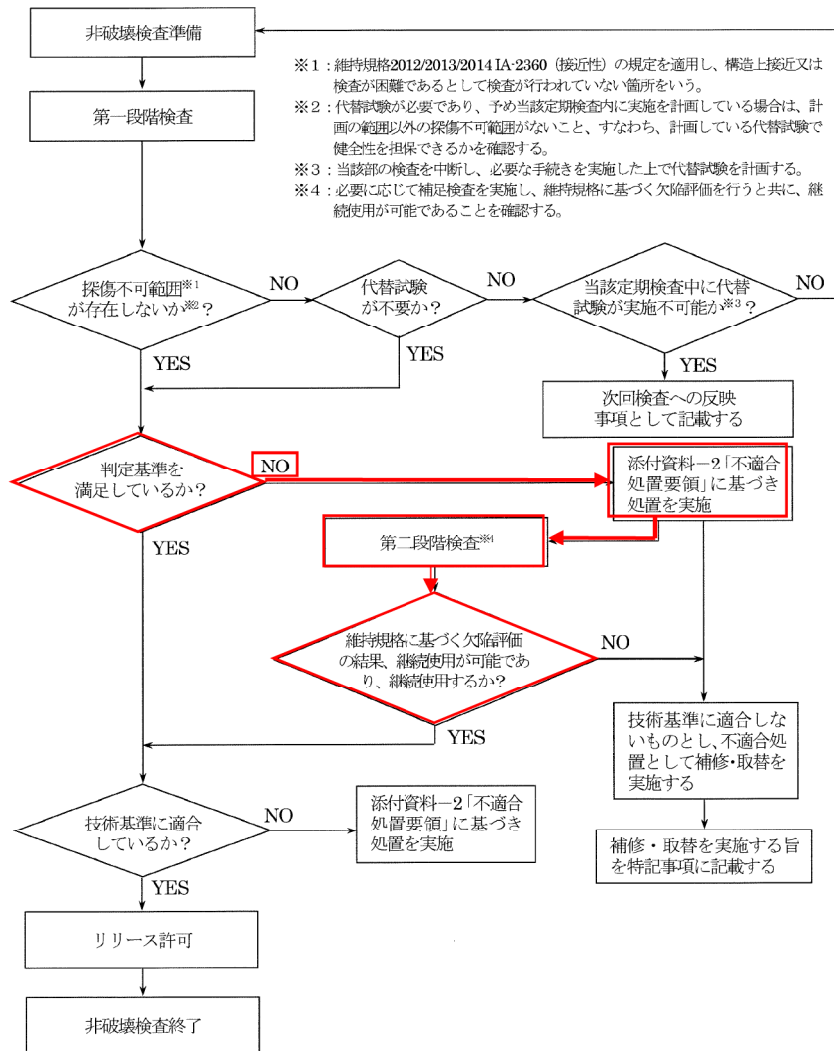 非破壊検査準備
※1：維持規格2012/2013/2014 IA-2360（接近性）の規定を適用し、構造上接近又は
検査が困難であるとして検査が行われていない箇所をいう。
※2：代替試験が必要であり、予め当該定期検査内に実施を計画している場合は、計
画の範囲以外の探傷不可範囲がないこと、すなわち、計画している代替試験で
健全性を担保できるかを確認する。
※3：当該部の検査を中断し、必要な手続きを実施した上で代替試験を計画する。
※4：必要に応じて補足検査を実施し、維持規格に基づく欠陥評価を行うと共に、継
続使用が可能であることを確認する。
第一段階検査
探傷不可範囲※1
が存在しないか※2？
NO
代替試験
が不要か？
NO
当該定期検査中に代替
試験が実施不可能か※3？
NO
YES
YES
YES
次回検査への反映
事項として記載する
判定基準を
満足しているか？
NO
添付資料－2「不適合
処置要領」に基づき
処置を実施
YES
第二段階検査※4
維持規格に基づく欠陥評価
の結果、継続使用が可能であ
り、継続使用するか？
NO
YES
技術基準に適合しな
いものとし、不適合処
置として補修・取替を
実施する
技術基準に適合
しているか？
NO
添付資料－2「不適合
処置要領」に基づき
処置を実施
補修・取替を実施する旨
を特記事項に記載する
YES
リリース許可
非破壊検査終了